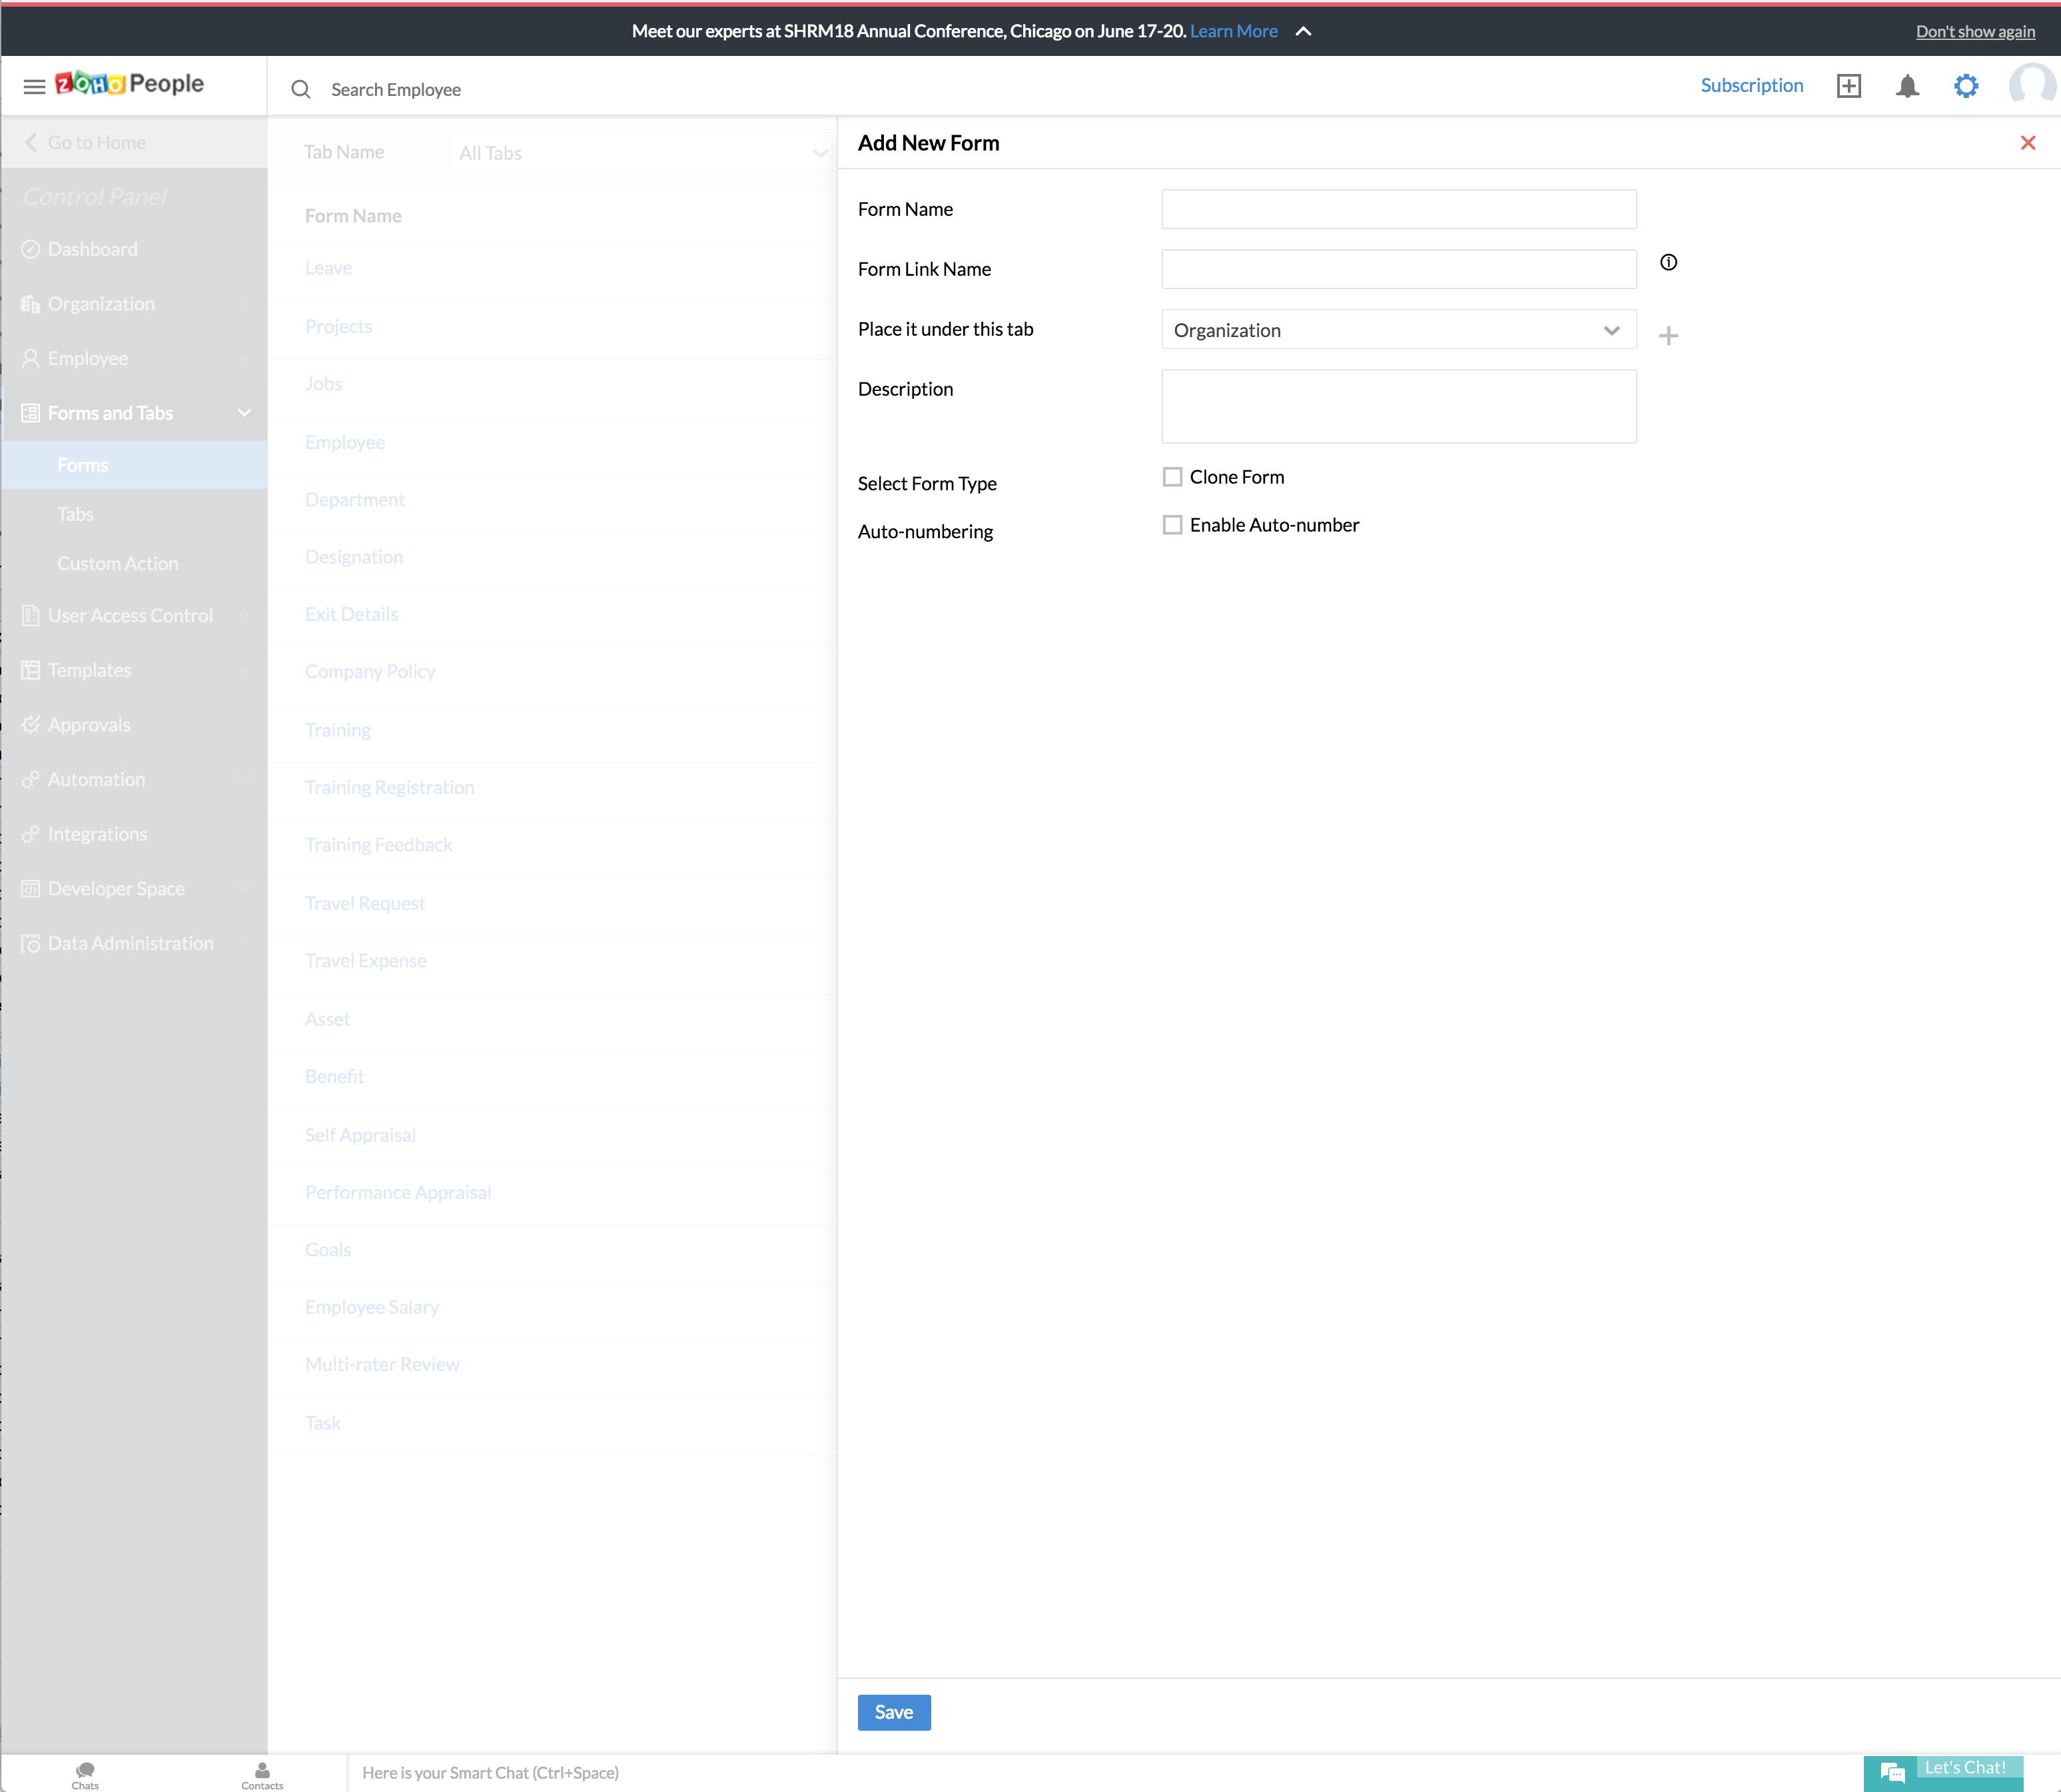 Meet our experts at SHRM18 Annual Conference, Chicago on June 17-20. Learn More
Don't show again
ZOHO People
Search Employee
Subscription
Go to Home
Control Panel
Dashboard
Organization
Employee
Forms and Tabs
Forms
Tabs
Custom Action
User Access Control
Templates
Approvals
Automation
Integrations
Developer Space
Data Administration
Tab Name All Tabs
Form Name
Leave
Projects
Jobs
Employee
Department
Designation
Exit Details
Company Policy
Training
Training Registration
Training Feedback
Travel Request
Travel Expense
Asset
Benefit
Self Appraisal
Performance Appraisal
Goals
Employee Salary
Multi-rater Review
Task
Add New Form
Form Name
Form Link Name
Place it under this tab Organization
Description
Select Form Type Clone Form
Auto-numbering Enable Auto-number
Save
Chats
Contacts
Here is your Smart Chat (Ctrl+Space)
Let's Chat!